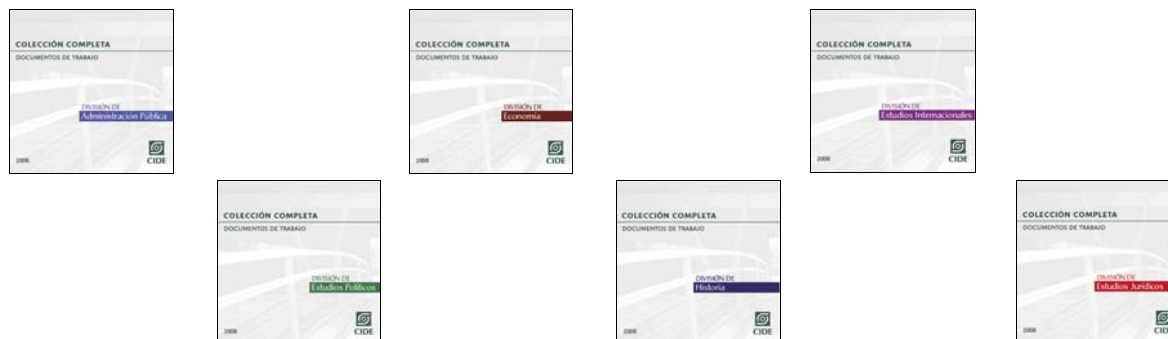 COLECCIÓN COMPLETA
DOCUMENTOS DE TRABAJO
DIVISIÓN DE
Administración Pública
2008
CIDE
COLECCIÓN COMPLETA
DOCUMENTOS DE TRABAJO
DIVISIÓN DE
Economía
2008
CIDE
COLECCIÓN COMPLETA
DOCUMENTOS DE TRABAJO
DIVISIÓN DE
Estudios Internacionales
2008
CIDE
COLECCIÓN COMPLETA
DOCUMENTOS DE TRABAJO
DIVISIÓN DE
Estudios Políticos
2008
CIDE
COLECCIÓN COMPLETA
DOCUMENTOS DE TRABAJO
DIVISIÓN DE
Historia
2008
CIDE
COLECCIÓN COMPLETA
DOCUMENTOS DE TRABAJO
DIVISIÓN DE
Estudios Jurídicos
2008
CIDE